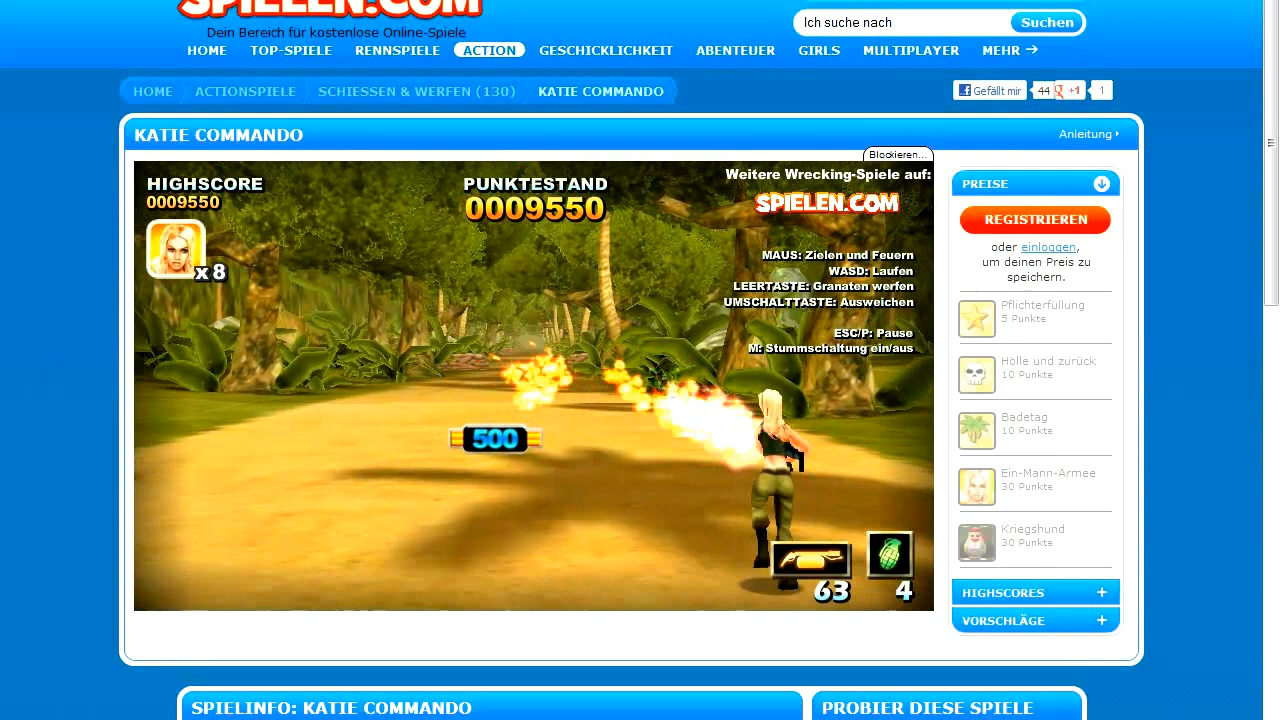 SPIELEN.COM
Dein Bereich für kostenlose Online-Spiele
Ich suche nach
Suchen
HOME TOP-SPIELE RENNSPIELE ACTION GESCHICKLICHKEIT ABENTEUER GIRLS MULTIPLAYER MEHR →
HOME ACTIONSPIELE SCHIESSEN & WERFEN (130) KATIE COMMANDO
Gefällt mir 44 +1 1
KATIE COMMANDO
Anleitung
Blockieren...
HIGHSCORE
0009550
x 8
PUNKTESTAND
0009550
Weitere Wrecking-Spiele auf:
SPIELEN.COM
MAUS: Zielen und Feuern
WASD: Laufen
LEERTASTE: Granaten werfen
UMSCHALTTASTE: Ausweichen
ESC/P: Pause
M: Stummschaltung ein/aus
500
63
4
PREISE
REGISTRIEREN
oder einloggen,
um deinen Preis zu
speichern.
Pflichterfüllung
5 Punkte
Hölle und zurück
10 Punkte
Badetag
10 Punkte
Ein-Mann-Armee
30 Punkte
Kriegshund
30 Punkte
HIGHSCORES +
VORSCHLÄGE +
SPIELINFO: KATIE COMMANDO
PROBIER DIESE SPIELE